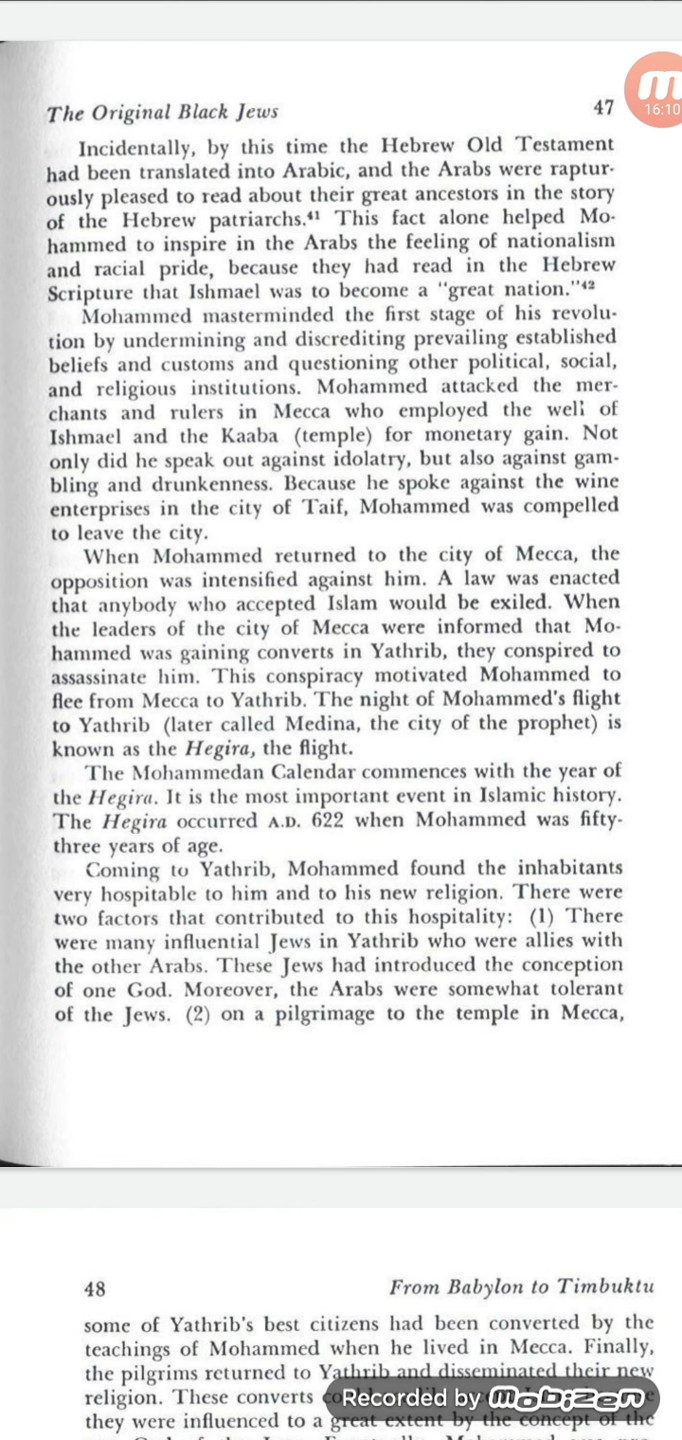 16:10
The Original Black Jews 47
Incidentally, by this time the Hebrew Old Testament
had been translated into Arabic, and the Arabs were raptur-
ously pleased to read about their great ancestors in the story
of the Hebrew patriarchs.⁴¹ This fact alone helped Mo-
hammed to inspire in the Arabs the feeling of nationalism
and racial pride, because they had read in the Hebrew
Scripture that Ishmael was to become a "great nation."⁴²
Mohammed masterminded the first stage of his revolu-
tion by undermining and discrediting prevailing established
beliefs and customs and questioning other political, social,
and religious institutions. Mohammed attacked the mer-
chants and rulers in Mecca who employed the well of
Ishmael and the Kaaba (temple) for monetary gain. Not
only did he speak out against idolatry, but also against gam-
bling and drunkenness. Because he spoke against the wine
enterprises in the city of Taif, Mohammed was compelled
to leave the city.
When Mohammed returned to the city of Mecca, the
opposition was intensified against him. A law was enacted
that anybody who accepted Islam would be exiled. When
the leaders of the city of Mecca were informed that Mo-
hammed was gaining converts in Yathrib, they conspired to
assassinate him. This conspiracy motivated Mohammed to
flee from Mecca to Yathrib. The night of Mohammed's flight
to Yathrib (later called Medina, the city of the prophet) is
known as the Hegira, the flight.
The Mohammedan Calendar commences with the year of
the Hegira. It is the most important event in Islamic history.
The Hegira occurred A.D. 622 when Mohammed was fifty-
three years of age.
Coming to Yathrib, Mohammed found the inhabitants
very hospitable to him and to his new religion. There were
two factors that contributed to this hospitality: (1) There
were many influential Jews in Yathrib who were allies with
the other Arabs. These Jews had introduced the conception
of one God. Moreover, the Arabs were somewhat tolerant
of the Jews. (2) on a pilgrimage to the temple in Mecca,
48 From Babylon to Timbuktu
some of Yathrib's best citizens had been converted by the
teachings of Mohammed when he lived in Mecca. Finally,
the pilgrims returned to Yathrib and disseminated their new
religion. These converts
Recorded by mobizen
they were influenced to a great extent by the concept of the